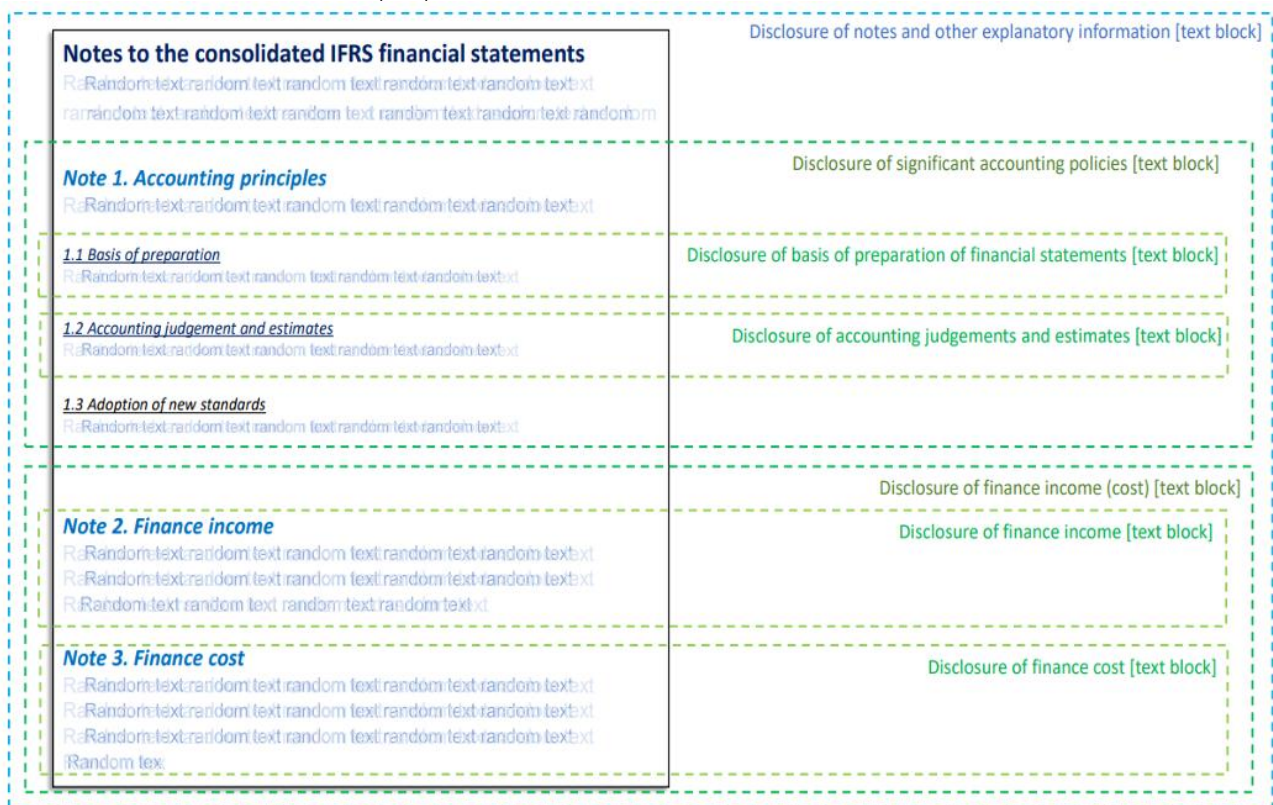 Disclosure of notes and other explanatory information [text block]
Notes to the consolidated IFRS financial statements
Random text random text random text random text random text
random text random text random text random text random text random
Disclosure of significant accounting policies [text block]
Note 1. Accounting principles
Random text random text random text random text random text
1.1 Basis of preparation
Disclosure of basis of preparation of financial statements [text block]
Random text random text random text random text random text
1.2 Accounting judgement and estimates
Disclosure of accounting judgements and estimates [text block]
Random text random text random text random text random text
1.3 Adoption of new standards
Random text random text random text random text random text
Disclosure of finance income (cost) [text block]
Note 2. Finance income
Disclosure of finance income [text block]
Random text random text random text random text random text
Random text random text random text random text random text
Random text random text random text random text
Note 3. Finance cost
Disclosure of finance cost [text block]
Random text random text random text random text random text
Random text random text random text random text random text
Random text random text random text random text random text
Random tex